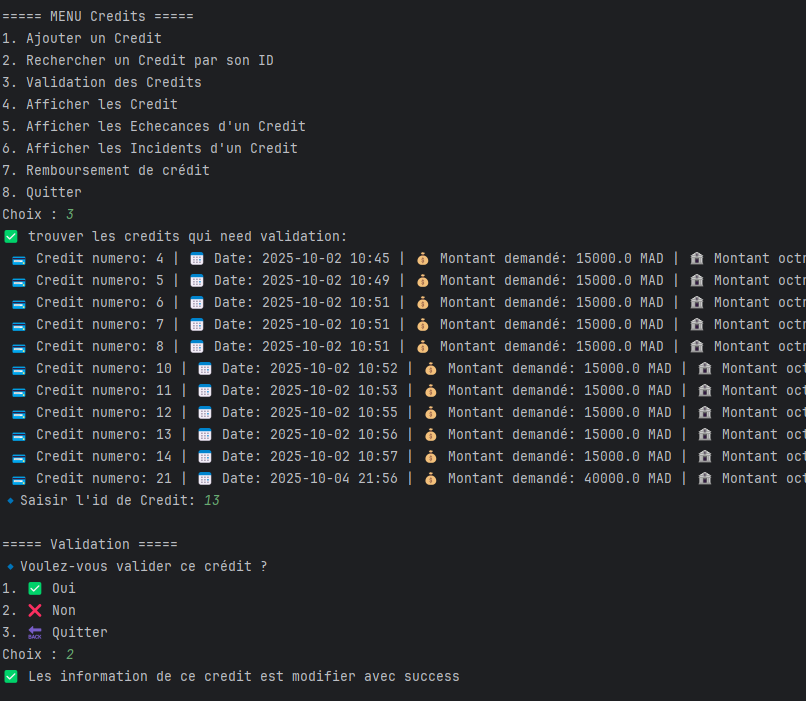 ===== MENU Credits =====
1. Ajouter un Credit
2. Rechercher un Credit par son ID
3. Validation des Credits
4. Afficher les Credit
5. Afficher les Echecances d'un Credit
6. Afficher les Incidents d'un Credit
7. Remboursement de crédit
8. Quitter
Choix : 3
✅ trouver les credits qui need validation:
💳 Credit numero: 4 | 📅 Date: 2025-10-02 10:45 | 💰 Montant demandé: 15000.0 MAD | 🏦 Montant octr
💳 Credit numero: 5 | 📅 Date: 2025-10-02 10:49 | 💰 Montant demandé: 15000.0 MAD | 🏦 Montant octr
💳 Credit numero: 6 | 📅 Date: 2025-10-02 10:51 | 💰 Montant demandé: 15000.0 MAD | 🏦 Montant octr
💳 Credit numero: 7 | 📅 Date: 2025-10-02 10:51 | 💰 Montant demandé: 15000.0 MAD | 🏦 Montant octr
💳 Credit numero: 8 | 📅 Date: 2025-10-02 10:51 | 💰 Montant demandé: 15000.0 MAD | 🏦 Montant octr
💳 Credit numero: 10 | 📅 Date: 2025-10-02 10:52 | 💰 Montant demandé: 15000.0 MAD | 🏦 Montant oct
💳 Credit numero: 11 | 📅 Date: 2025-10-02 10:53 | 💰 Montant demandé: 15000.0 MAD | 🏦 Montant oct
💳 Credit numero: 12 | 📅 Date: 2025-10-02 10:55 | 💰 Montant demandé: 15000.0 MAD | 🏦 Montant oct
💳 Credit numero: 13 | 📅 Date: 2025-10-02 10:56 | 💰 Montant demandé: 15000.0 MAD | 🏦 Montant oct
💳 Credit numero: 14 | 📅 Date: 2025-10-02 10:57 | 💰 Montant demandé: 15000.0 MAD | 🏦 Montant oct
💳 Credit numero: 21 | 📅 Date: 2025-10-04 21:56 | 💰 Montant demandé: 40000.0 MAD | 🏦 Montant oct
🔹Saisir l'id de Credit: 13
===== Validation =====
🔹Voulez-vous valider ce crédit ?
1. ✅ Oui
2. ❌ Non
3. 🔙 Quitter
Choix : 2
✅ Les information de ce credit est modifier avec success